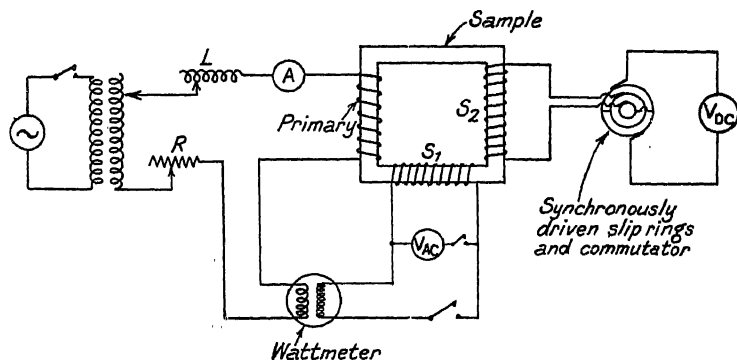 Sample
L
A
Primary
S2
S1
R
VDC
VAC
Synchronously
driven slip rings
and commutator
Wattmeter